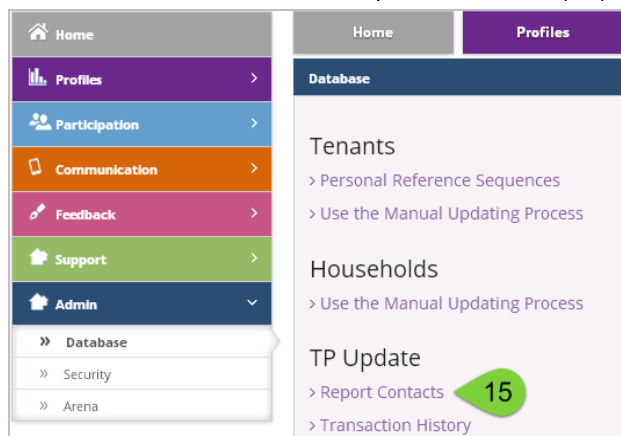 Home
Profiles
Participation
Communication
Feedback
Support
Admin
» Database
» Security
» Arena
Home Profiles
Database
Tenants
> Personal Reference Sequences
> Use the Manual Updating Process
Households
> Use the Manual Updating Process
TP Update
> Report Contacts 15
> Transaction History